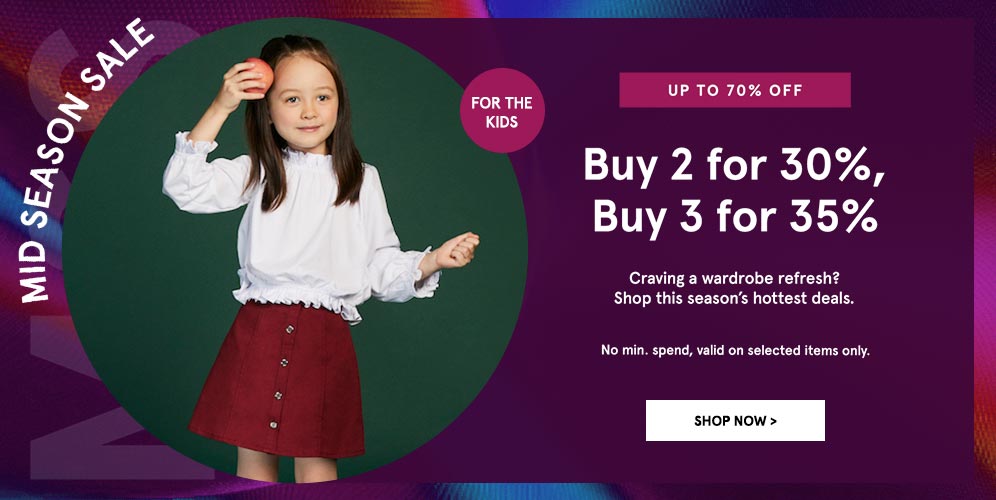 MID SEASON SALE
FOR THE
KIDS
UP TO 70% OFF
Buy 2 for 30%,
Buy 3 for 35%
Craving a wardrobe refresh?
Shop this season's hottest deals.
No min. spend, valid on selected items only.
SHOP NOW >